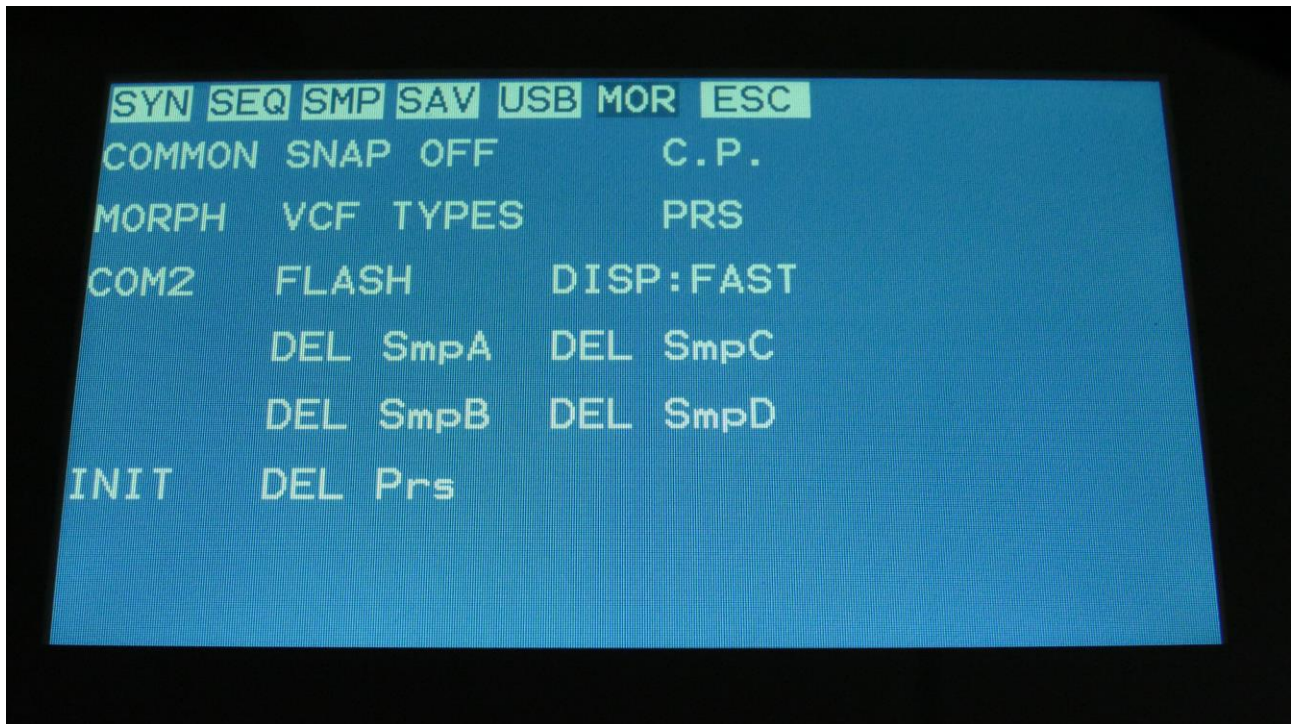 SYN SEQ SMP SAV USB MOR ESC
COMMON SNAP OFF C.P.
MORPH VCF TYPES PRS
COM2 FLASH DISP:FAST
DEL SmpA DEL SmpC
DEL SmpB DEL SmpD
INIT DEL Prs